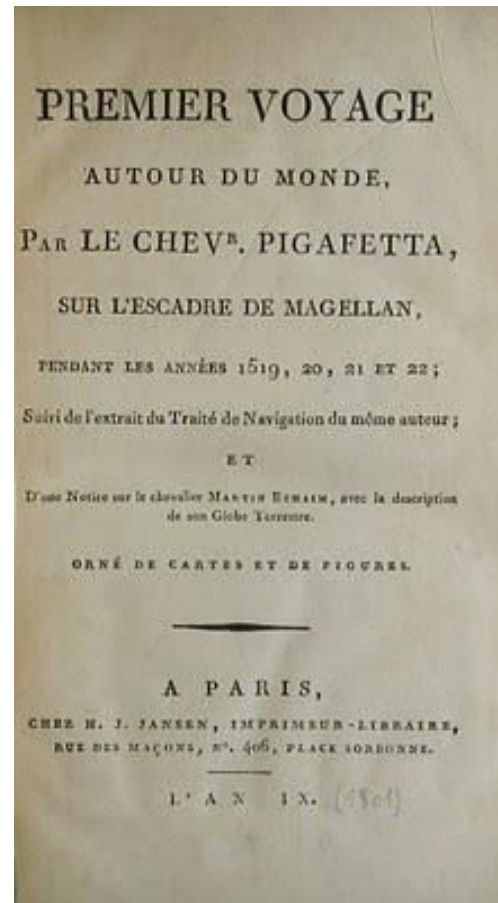 PREMIER VOYAGE
AUTOUR DU MONDE,
PAR LE CHEVR. PIGAFETTA,
SUR L'ESCADRE DE MAGELLAN,
PENDANT LES ANNÉES 1519, 20, 21 ET 22;
Suivi de l'extrait du Traité de Navigation du même auteur;
ET
D'une Notice sur le chevalier MARTIN BEHAIM, avec la description
de son Globe Terrestre.
ORNÉ DE CARTES ET DE FIGURES.
A PARIS,
CHEZ H. J. JANSEN, IMPRIMEUR-LIBRAIRE,
RUE DES MAÇONS, No. 406, PLACE SORBONNE.
L'AN IX. (1801)